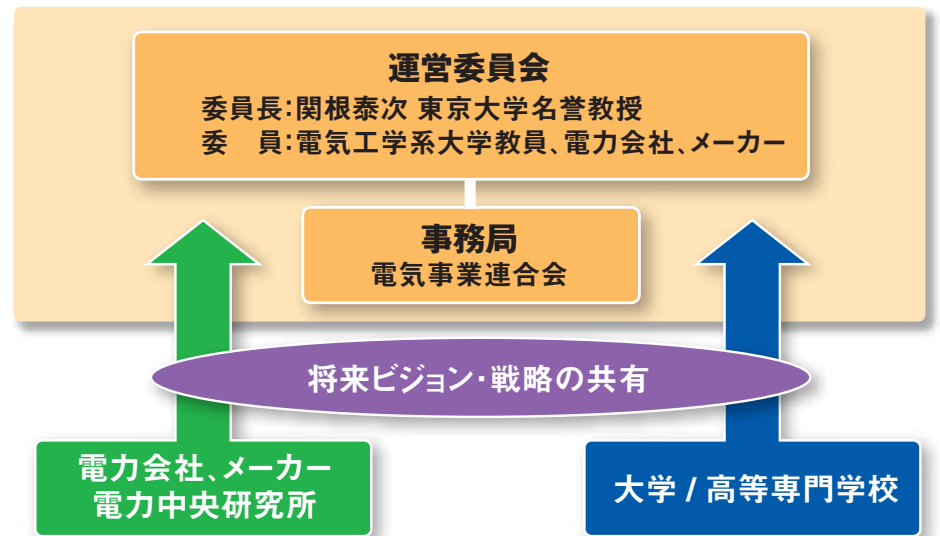 運営委員会
委員長:関根泰次 東京大学名誉教授
委　員:電気工学系大学教員、電力会社、メーカー
事務局
電気事業連合会
将来ビジョン・戦略の共有
電力会社、メーカー
電力中央研究所
大学 / 高等専門学校